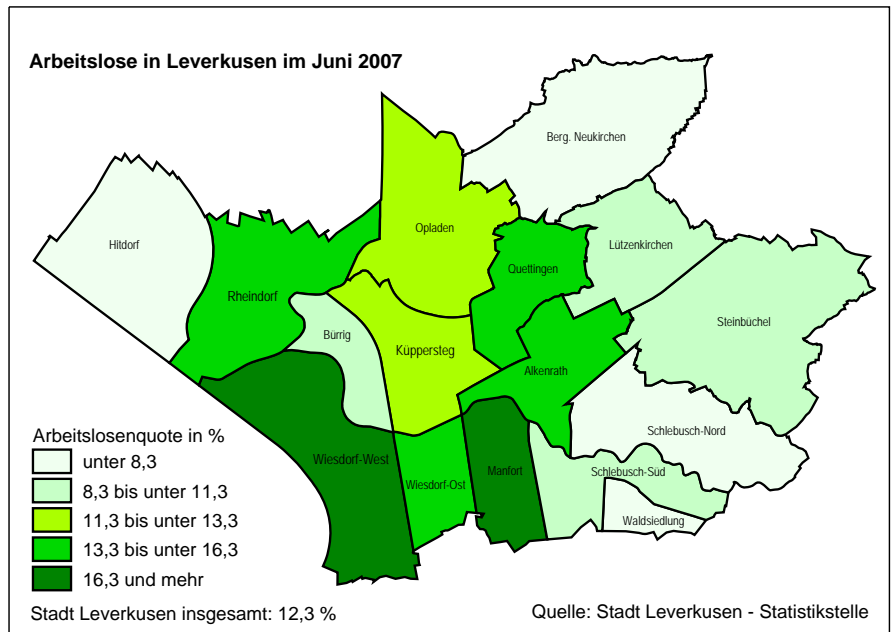 Arbeitslose in Leverkusen im Juni 2007
Berg. Neukirchen
Hitdorf
Opladen
Lützenkirchen
Quettingen
Rheindorf
Steinbüchel
Bürrig
Küppersteg
Alkenrath
Schlebusch-Nord
Wiesdorf-West
Wiesdorf-Ost
Manfort
Schlebusch-Süd
Waldsiedlung
Arbeitslosenquote in %
unter 8,3
8,3 bis unter 11,3
11,3 bis unter 13,3
13,3 bis unter 16,3
16,3 und mehr
Stadt Leverkusen insgesamt: 12,3 %
Quelle: Stadt Leverkusen - Statistikstelle